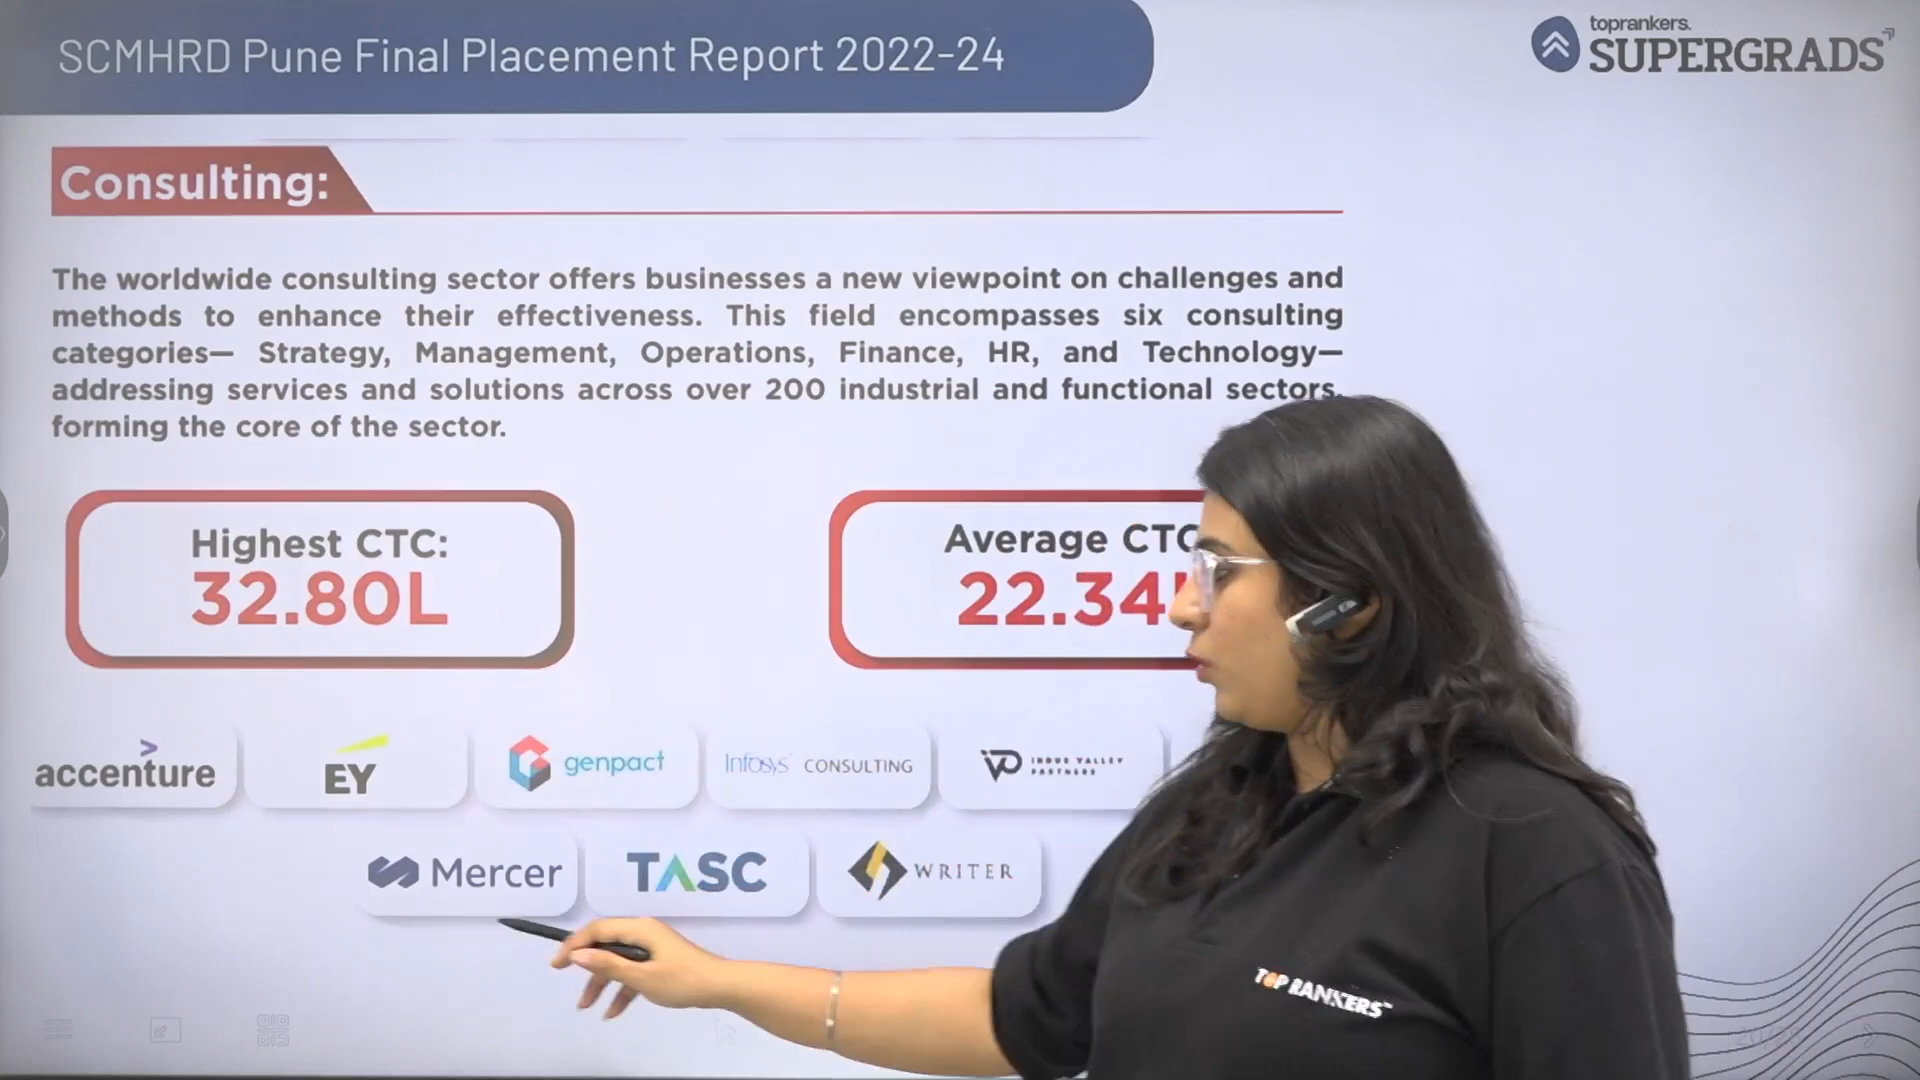 SCMHRD Pune Final Placement Report 2022-24
toprankers.
SUPERGRADS
Consulting:
The worldwide consulting sector offers businesses a new viewpoint on challenges and
methods to enhance their effectiveness. This field encompasses six consulting
categories— Strategy, Management, Operations, Finance, HR, and Technology—
addressing services and solutions across over 200 industrial and functional sectors,
forming the core of the sector.
Highest CTC:
32.80L
Average CTC
22.34
accenture
EY
genpact
Infosys CONSULTING
INDUS VALLEY
PARTNERS
Mercer
TASC
WRITER
TOP RANKERS